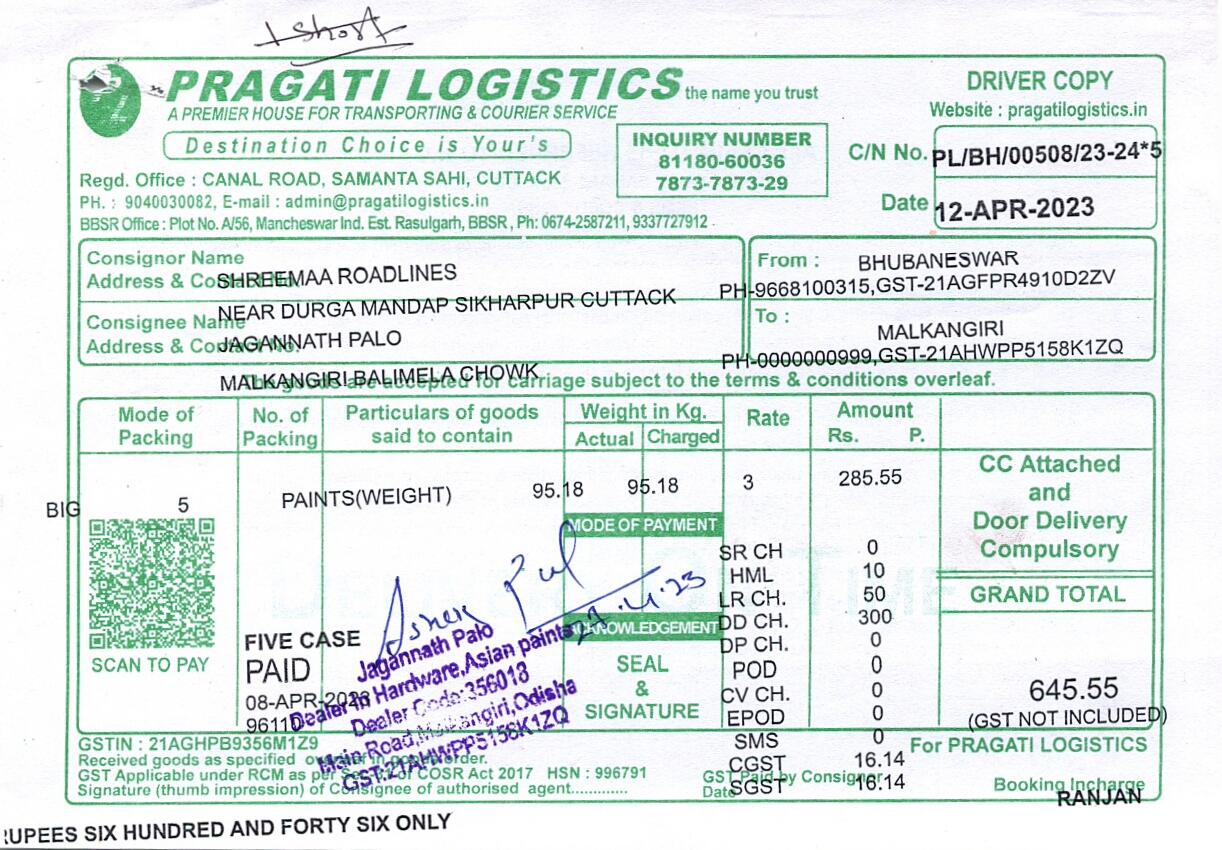 1 Short
PRAGATI LOGISTICS the name you trust
A PREMIER HOUSE FOR TRANSPORTING & COURIER SERVICE
Destination Choice is Your's
Regd. Office : CANAL ROAD, SAMANTA SAHI, CUTTACK
PH. : 9040030082, E-mail : admin@pragatilogistics.in
BBSR Office : Plot No. A/56, Mancheswar Ind. Est. Rasulgarh, BBSR , Ph: 0674-2587211, 9337727912
INQUIRY NUMBER
81180-60036
7873-7873-29
DRIVER COPY
Website : pragatilogistics.in
C/N No. PL/BH/00508/23-24*5
Date 12-APR-2023
Consignor Name
Address & SHREEMAA ROADLINES
NEAR DURGA MANDAP SIKHARPUR CUTTACK
Consignee Name
Address & JAGANNATH PALO
MALKANGIRI BALIMELA CHOWK
From : BHUBANESWAR
PH-9668100315,GST-21AGFPR4910D2ZV
To : MALKANGIRI
PH-0000000999,GST-21AHWPP5158K1ZQ
The goods are accepted for carriage subject to the terms & conditions overleaf.
Mode of Packing No. of Packing Particulars of goods said to contain Weight in Kg. Actual Charged Rate Amount Rs. P.
BIG 5 PAINTS(WEIGHT) 95.18 95.18 3 285.55
CC Attached
and
Door Delivery
Compulsory
MODE OF PAYMENT
SR CH 0
HML 10
LR CH. 50
DD CH. 300
DP CH. 0
POD 0
CV CH. 0
EPOD 0
SMS 0
CGST 16.14
SGST 16.14
GRAND TOTAL
645.55
(GST NOT INCLUDED)
SCAN TO PAY
FIVE CASE
PAID
08-APR-2023
ACKNOWLEDGEMENT
SEAL
&
SIGNATURE
27.4.23
Jagannath Palo
Dealer in Hardware,Asian paints
Dealer Code:356018
Main Road,Malkangiri,Odisha
GST:21AHWPP5158K1ZQ
GSTIN : 21AGHPB9356M1Z9
Received goods as specified in order.
GST Applicable under RCM as per COSR Act 2017 HSN : 996791
Signature (thumb impression) of Consignee of authorised agent.............
GST Paid by Consignor
Date
For PRAGATI LOGISTICS
Booking Incharge
RANJAN
RUPEES SIX HUNDRED AND FORTY SIX ONLY